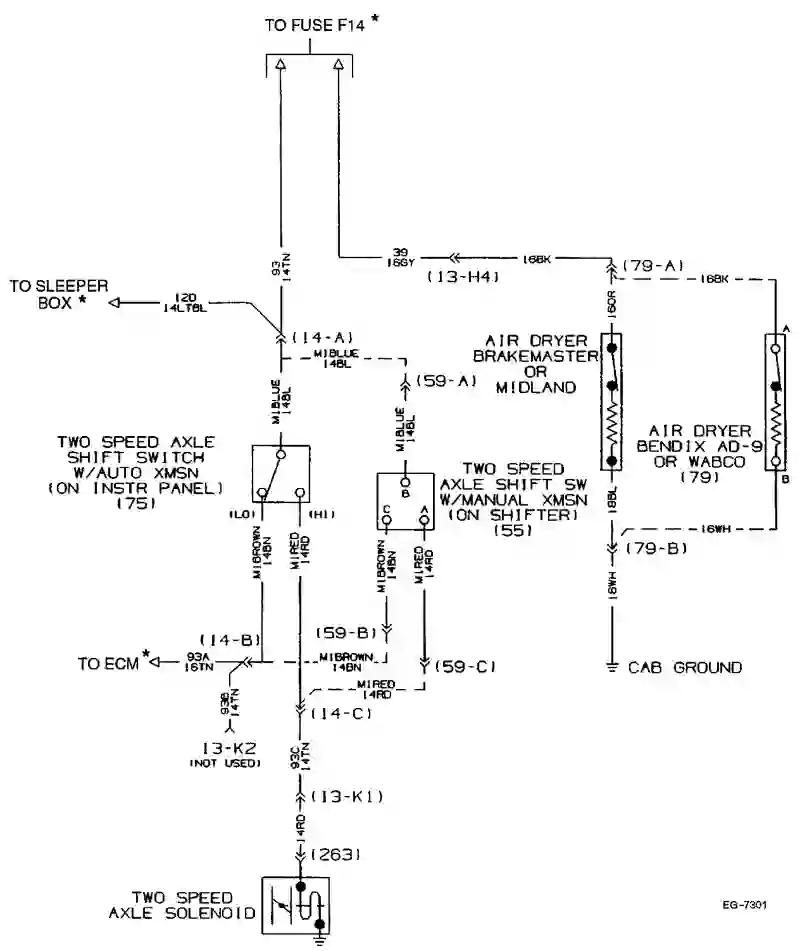 TO FUSE F14 *
93
14TN
39
16GY
(13-H4)
16BK
(79-A)
16BK
TO SLEEPER
BOX *
12D
14LTBL
(14-A)
M1BLUE
14BL
(59-A)
16OR
AIR DRYER
BRAKEMASTER
OR
MIDLAND
A
M1BLUE
14BL
M1BLUE
14BL
AIR DRYER
BENDIX AD-9
OR WABCO
(79)
B
TWO SPEED AXLE
SHIFT SWITCH
W/AUTO XMSN
(ON INSTR PANEL)
(75)
(LO)
(HI)
B
C
A
TWO SPEED
AXLE SHIFT SW
W/MANUAL XMSN
(ON SHIFTER)
(55)
18BL
16WH
(79-B)
M1BROWN
14BN
M1RED
14RD
M1BROWN
14BN
M1RED
14RD
16WH
(14-B)
(59-B)
TO ECM *
93A
16TN
M1BROWN
14BN
(59-C)
CAB GROUND
93B
14TN
M1RED
14RD
(14-C)
13-K2
(NOT USED)
93C
14TN
(13-K1)
14RD
(263)
TWO SPEED
AXLE SOLENOID
EG-7301